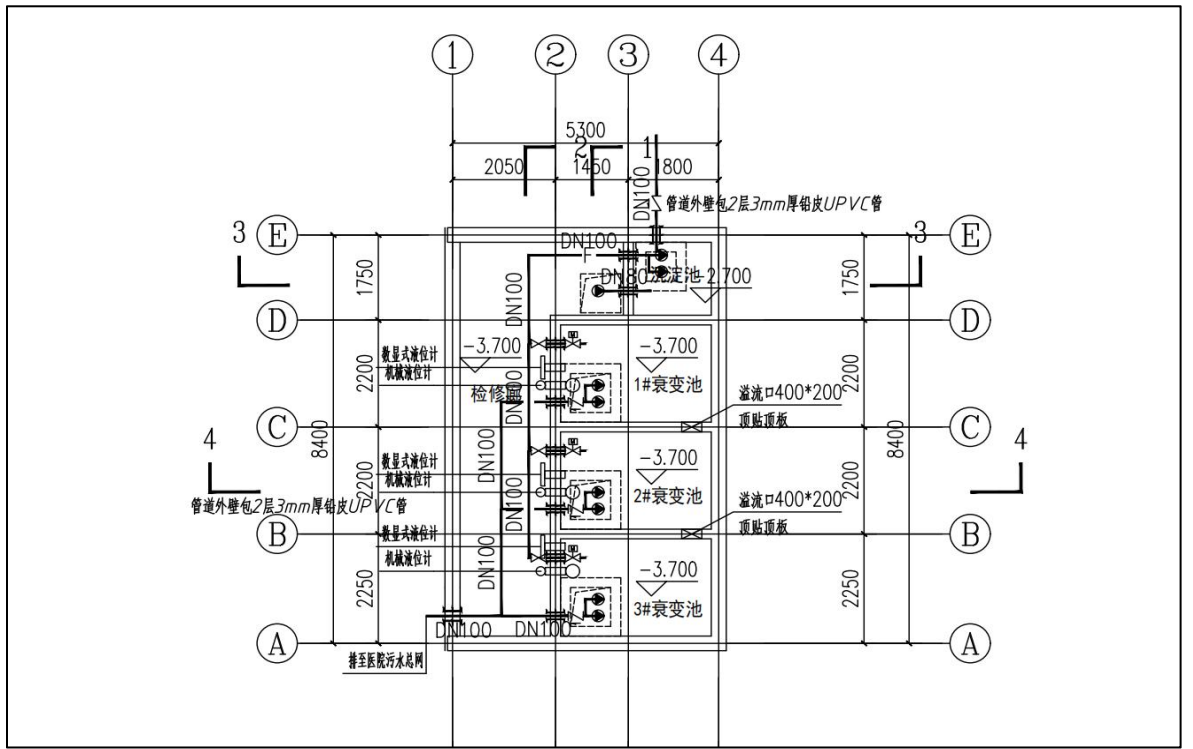 1
2
3
4
5300
2
1
2050
1450
1800
DN100
管道外壁包2层3mm厚铅皮UPVC管
3
E
DN100
3
E
DN80
沉淀池
-2.700
1750
DN100
1750
D
D
数显式液位计
机械液位计
-3.700
-3.700
2200
2200
检修廊
DN100
1#衰变池
溢流口400*200
顶贴顶板
C
C
4
8400
数显式液位计
机械液位计
DN100
-3.700
8400
4
2200
2200
管道外壁包2层3mm厚铅皮UPVC管
DN100
2#衰变池
溢流口400*200
顶贴顶板
B
B
数显式液位计
机械液位计
DN100
-3.700
2250
2250
3#衰变池
DN100
DN100
A
A
排至医院污水总网